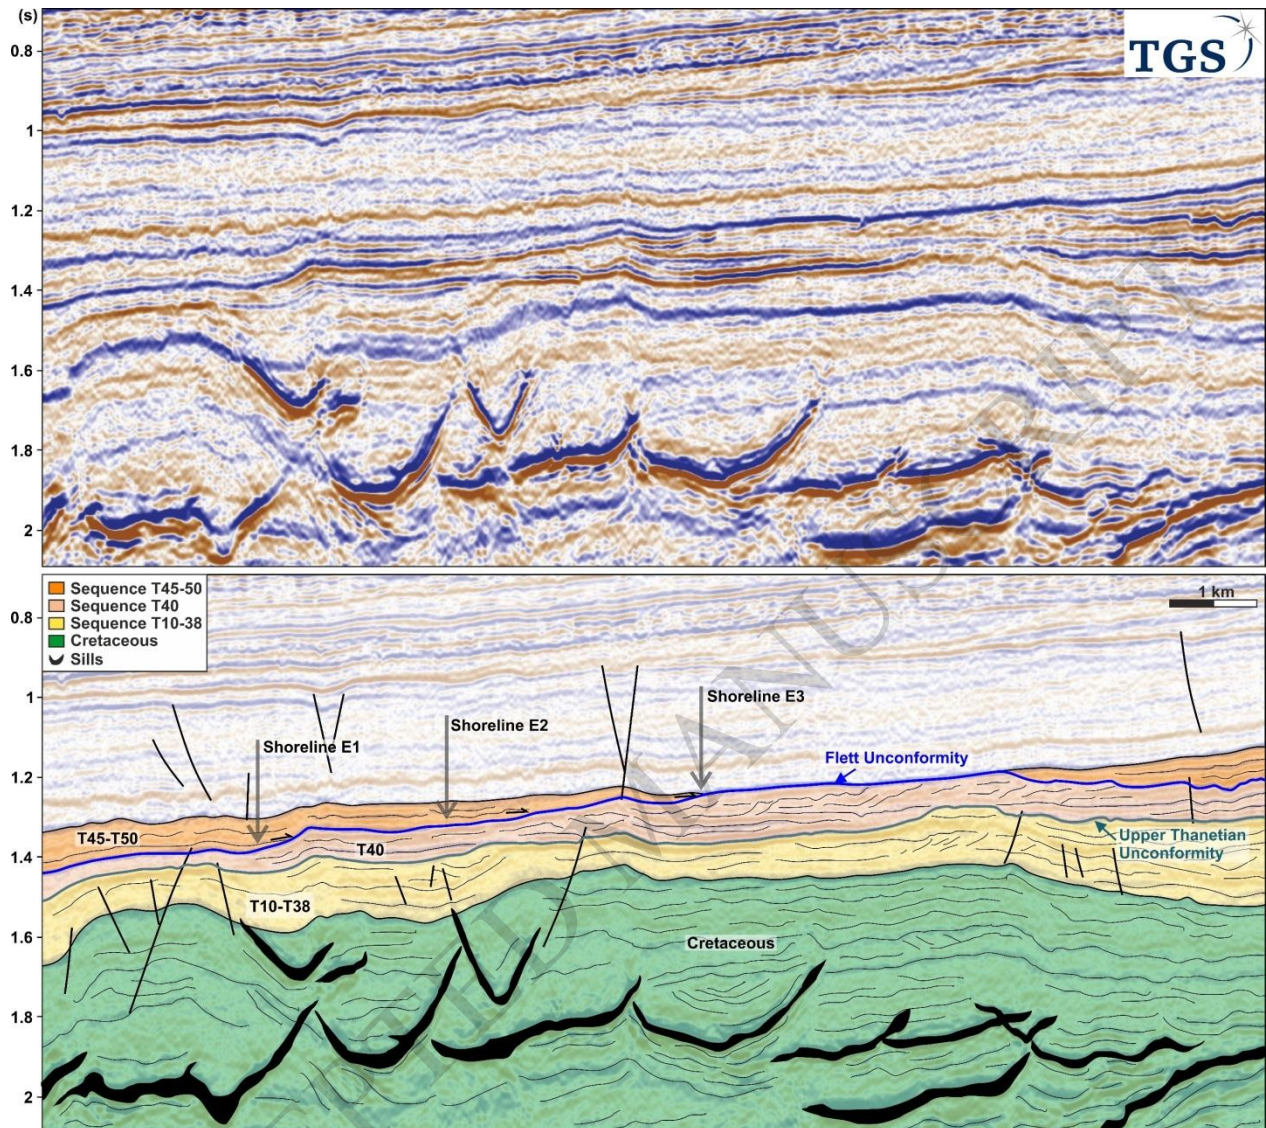 (s)
TGS
0.8
1
1.2
1.4
1.6
1.8
2
Sequence T45-50
Sequence T40
Sequence T10-38
Cretaceous
Sills
1 km
0.8
1
1.2
1.4
1.6
1.8
2
Shoreline E1
Shoreline E2
Shoreline E3
Flett Unconformity
T45-T50
T40
Upper Thanetian
Unconformity
T10-T38
Cretaceous